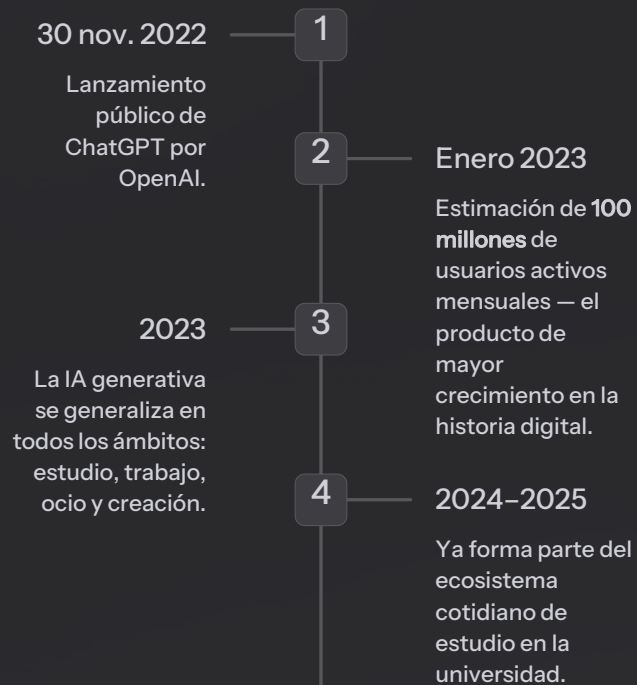 1
30 nov. 2022
Lanzamiento
público de
ChatGPT por
OpenAI.
2
Enero 2023
Estimación de 100
millones de
usuarios activos
mensuales — el
producto de
mayor
crecimiento en la
historia digital.
3
2023
La IA generativa
se generaliza en
todos los ámbitos:
estudio, trabajo,
ocio y creación.
4
2024–2025
Ya forma parte del
ecosistema
cotidiano de
estudio en la
universidad.